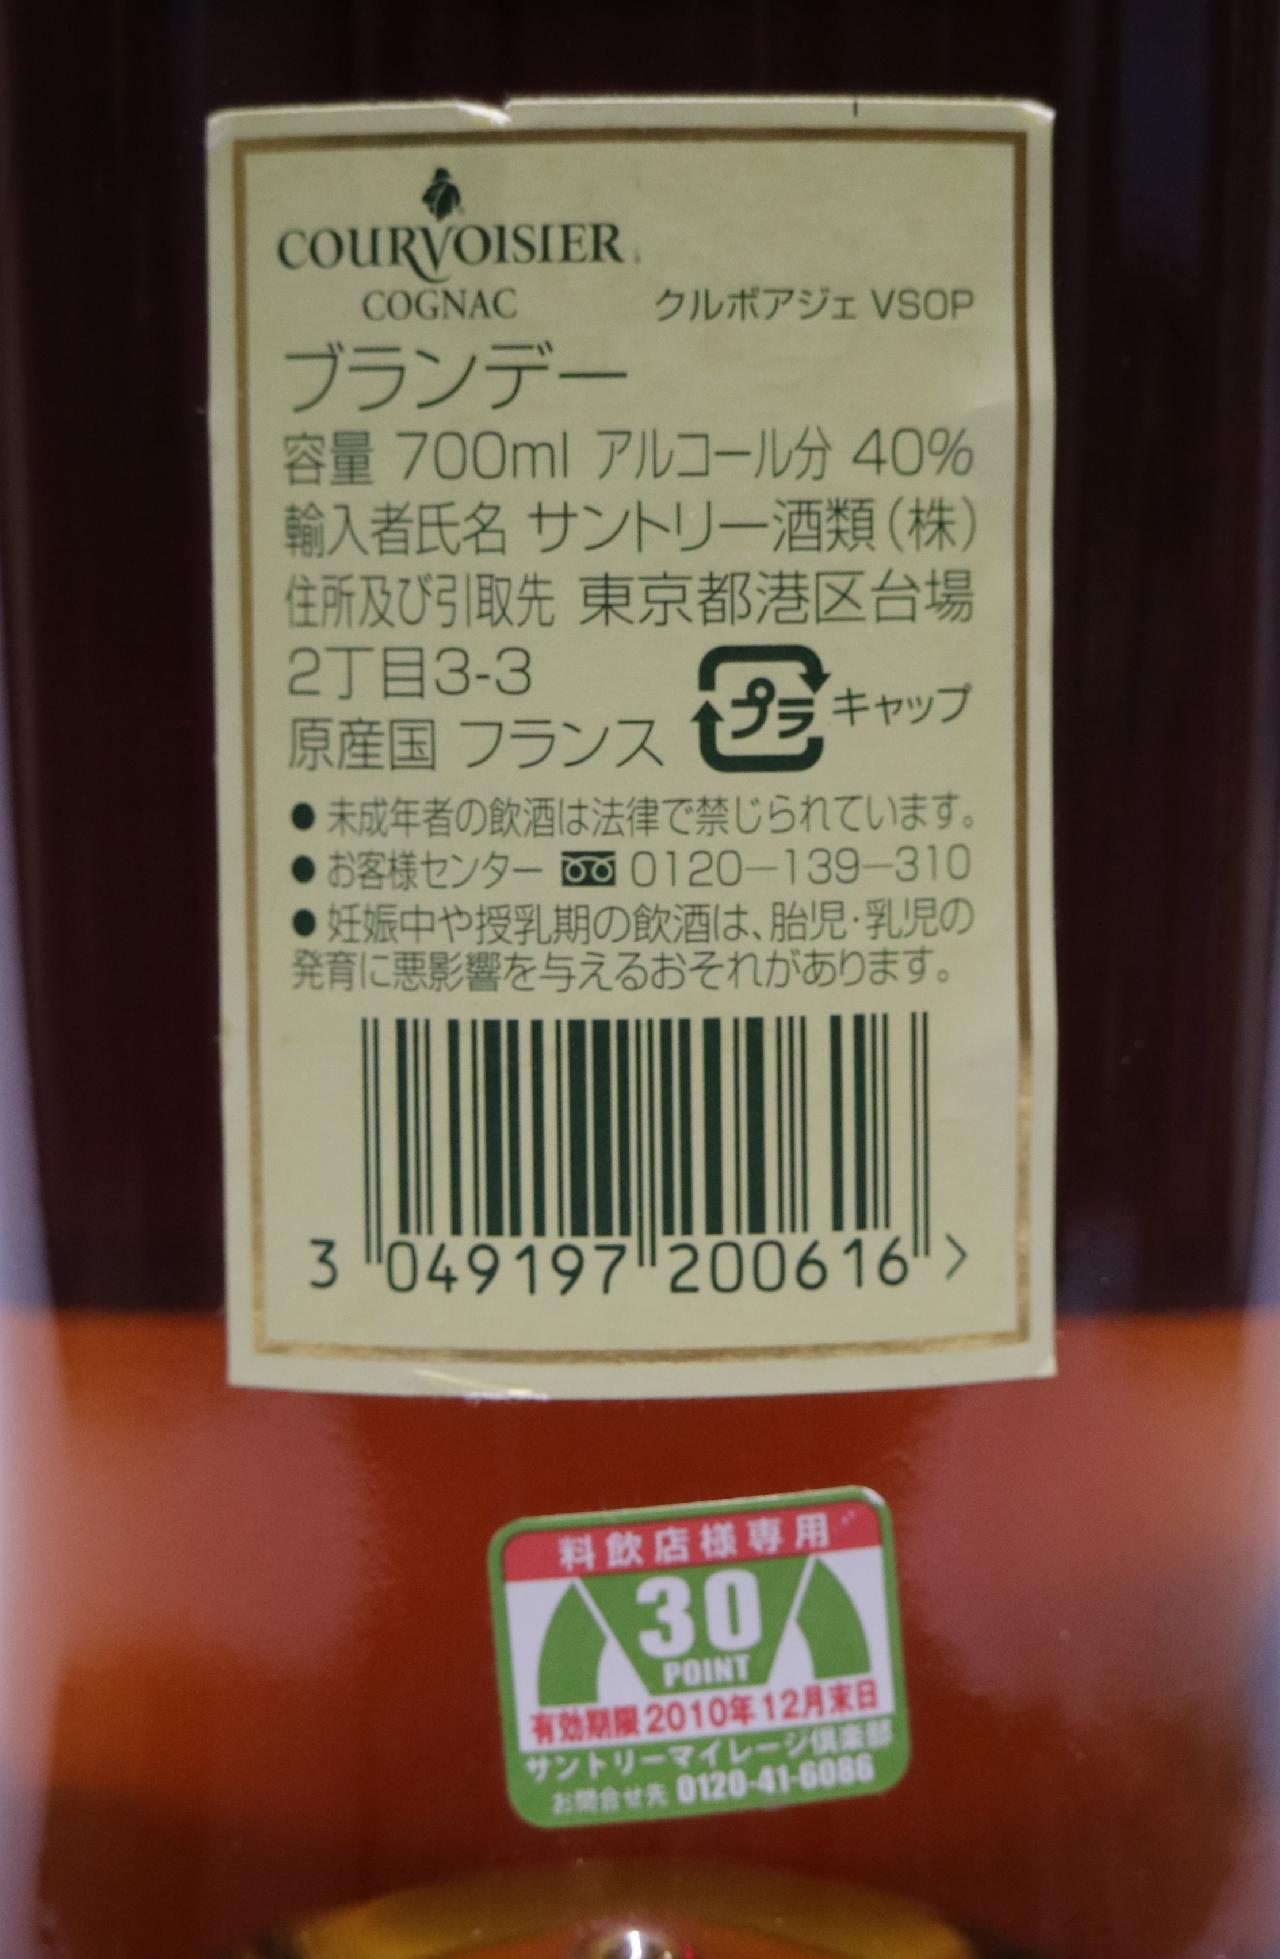 COURVOISIER
COGNAC
クルボアジェ VSOP
ブランデー
容量 700ml アルコール分 40%
輸入者氏名 サントリー酒類(株)
住所及び引取先 東京都港区台場
2丁目3-3
プラ キャップ
原産国 フランス
● 未成年者の飲酒は法律で禁じられています。
● お客様センター 0120―139―310
● 妊娠中や授乳期の飲酒は、胎児・乳児の
発育に悪影響を与えるおそれがあります。
3 049197 200616 >
料飲店様専用
30
POINT
有効期限2010年12月末日
サントリーマイレージ倶楽部
お問合せ先 0120-41-6086